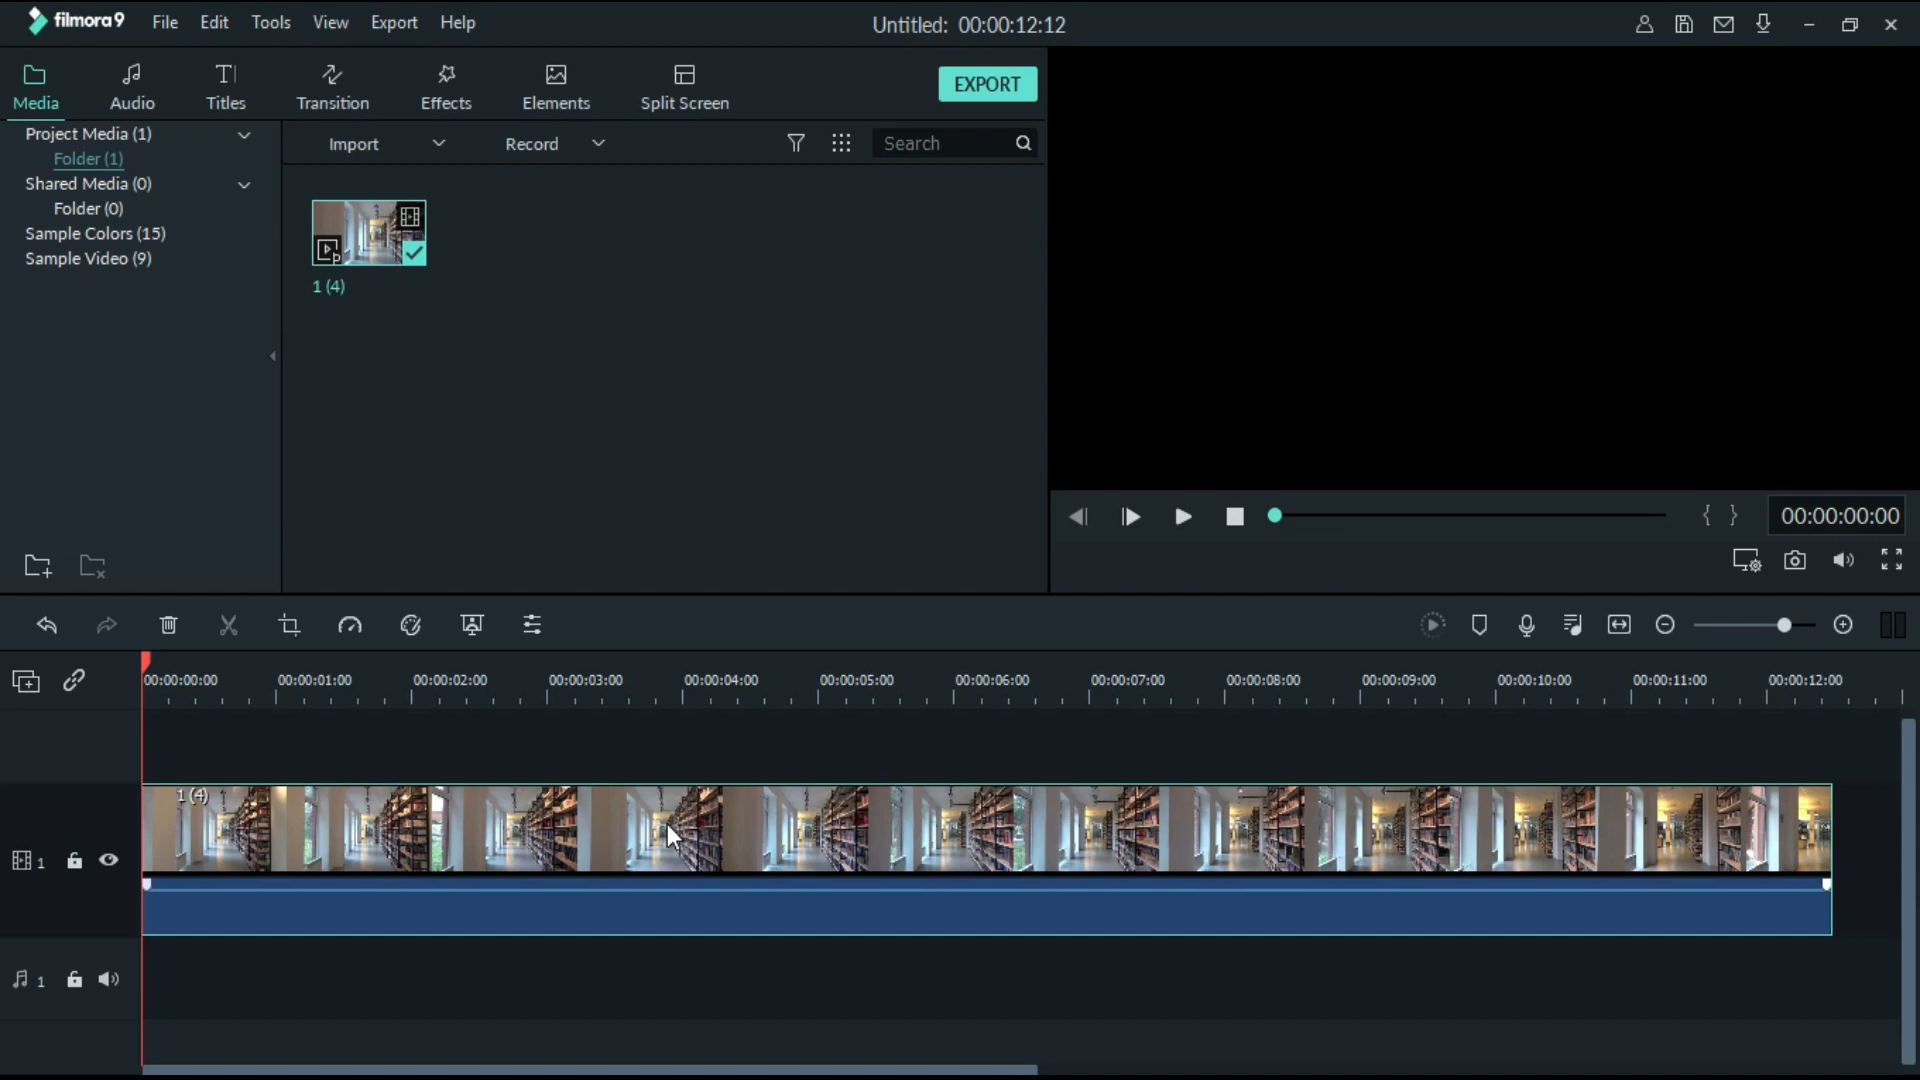 filmora9 File Edit Tools View Export Help Untitled: 00:00:12:12
Media Audio Titles Transition Effects Elements Split Screen EXPORT
Project Media (1)
Folder (1)
Shared Media (0)
Folder (0)
Sample Colors (15)
Sample Video (9)
Import Record Search
1 (4)
{ } 00:00:00:00
00:00:00:00 00:00:01:00 00:00:02:00 00:00:03:00 00:00:04:00 00:00:05:00 00:00:06:00 00:00:07:00 00:00:08:00 00:00:09:00 00:00:10:00 00:00:11:00 00:00:12:00
1 (4)
1
1